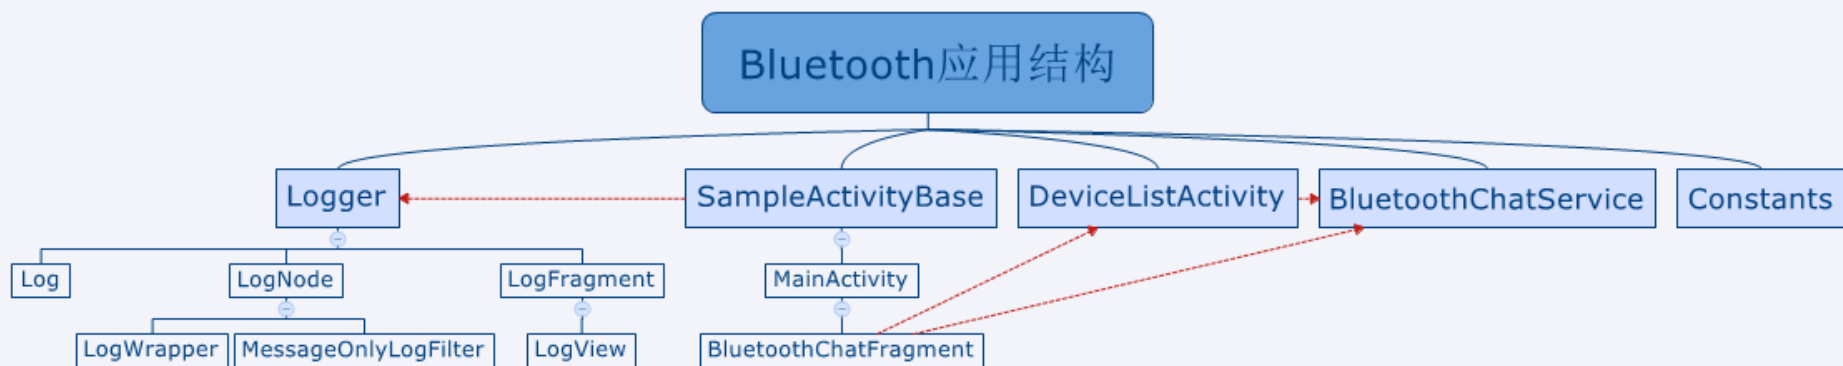 Bluetooth应用结构
Logger
SampleActivityBase
DeviceListActivity
BluetoothChatService
Constants
Log
LogNode
LogFragment
MainActivity
LogWrapper
MessageOnlyLogFilter
LogView
BluetoothChatFragment